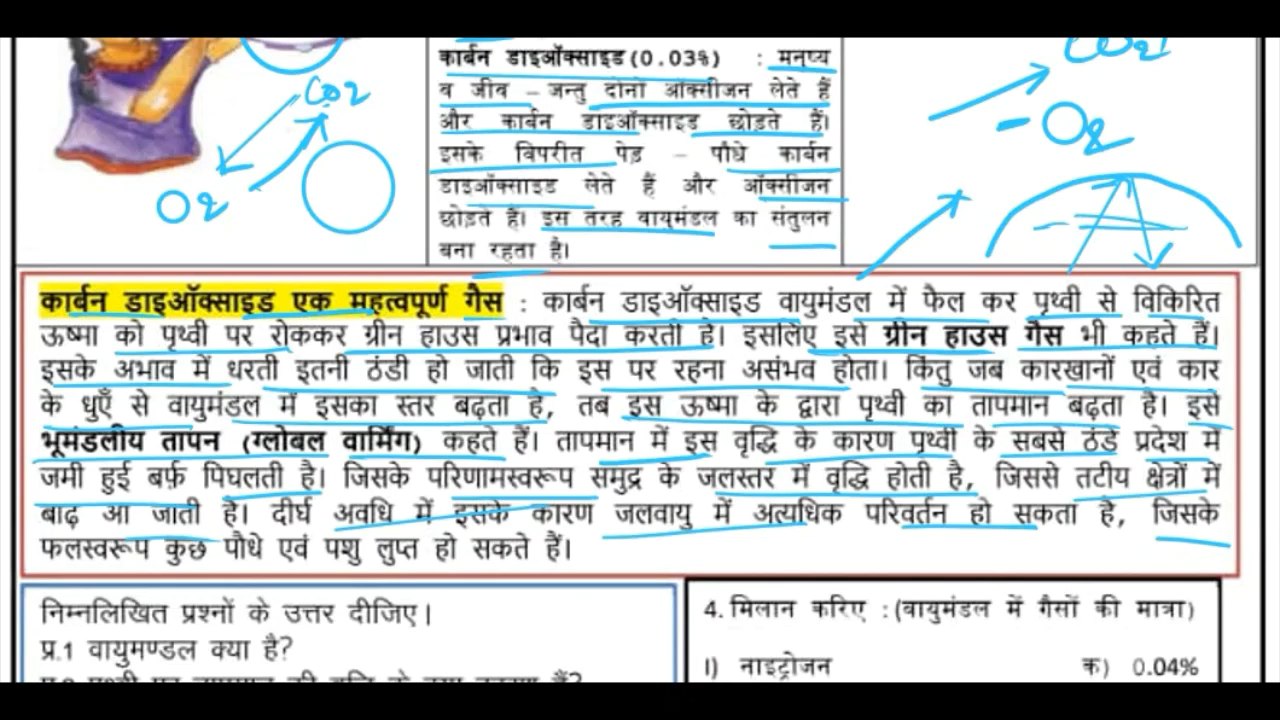 CO2
O2
कार्बन डाइऑक्साइड (0.03%) : मनुष्य
व जीव – जन्तु दोनों ऑक्सीजन लेते हैं
और कार्बन डाइऑक्साइड छोड़ते हैं।
इसके विपरीत पेड़ – पौधे कार्बन
डाइऑक्साइड लेते हैं और ऑक्सीजन
छोड़ते हैं। इस तरह वायुमंडल का संतुलन
बना रहता है।
CO2
- O2
कार्बन डाइऑक्साइड एक महत्वपूर्ण गैस : कार्बन डाइऑक्साइड वायुमंडल में फैल कर पृथ्वी से विकिरित
ऊष्मा को पृथ्वी पर रोककर ग्रीन हाउस प्रभाव पैदा करती है। इसलिए इसे ग्रीन हाउस गैस भी कहते हैं।
इसके अभाव में धरती इतनी ठंडी हो जाती कि इस पर रहना असंभव होता। किंतु जब कारखानों एवं कार
के धुएँ से वायुमंडल में इसका स्तर बढ़ता है, तब इस ऊष्मा के द्वारा पृथ्वी का तापमान बढ़ता है। इसे
भूमंडलीय तापन (ग्लोबल वार्मिंग) कहते हैं। तापमान में इस वृद्धि के कारण पृथ्वी के सबसे ठंडे प्रदेश में
जमी हुई बर्फ़ पिघलती है। जिसके परिणामस्वरूप समुद्र के जलस्तर में वृद्धि होती है, जिससे तटीय क्षेत्रों में
बाढ़ आ जाती है। दीर्घ अवधि में इसके कारण जलवायु में अत्यधिक परिवर्तन हो सकता है, जिसके
फलस्वरूप कुछ पौधे एवं पशु लुप्त हो सकते हैं।
निम्नलिखित प्रश्नों के उत्तर दीजिए।
प्र.1 वायुमण्डल क्या है?
4. मिलान करिए : (वायुमंडल में गैसों की मात्रा)
I) नाइट्रोजन क) 0.04%